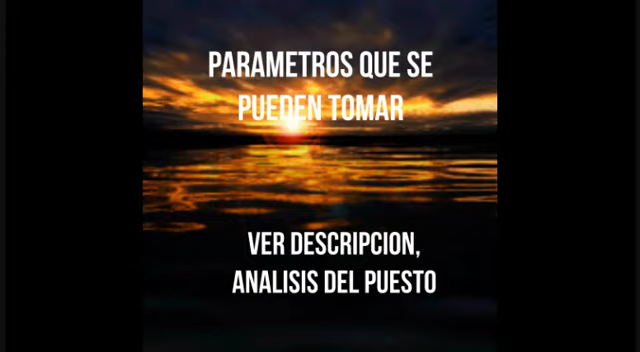 PARAMETROS QUE SE
PUEDEN TOMAR
VER DESCRIPCION,
ANALISIS DEL PUESTO